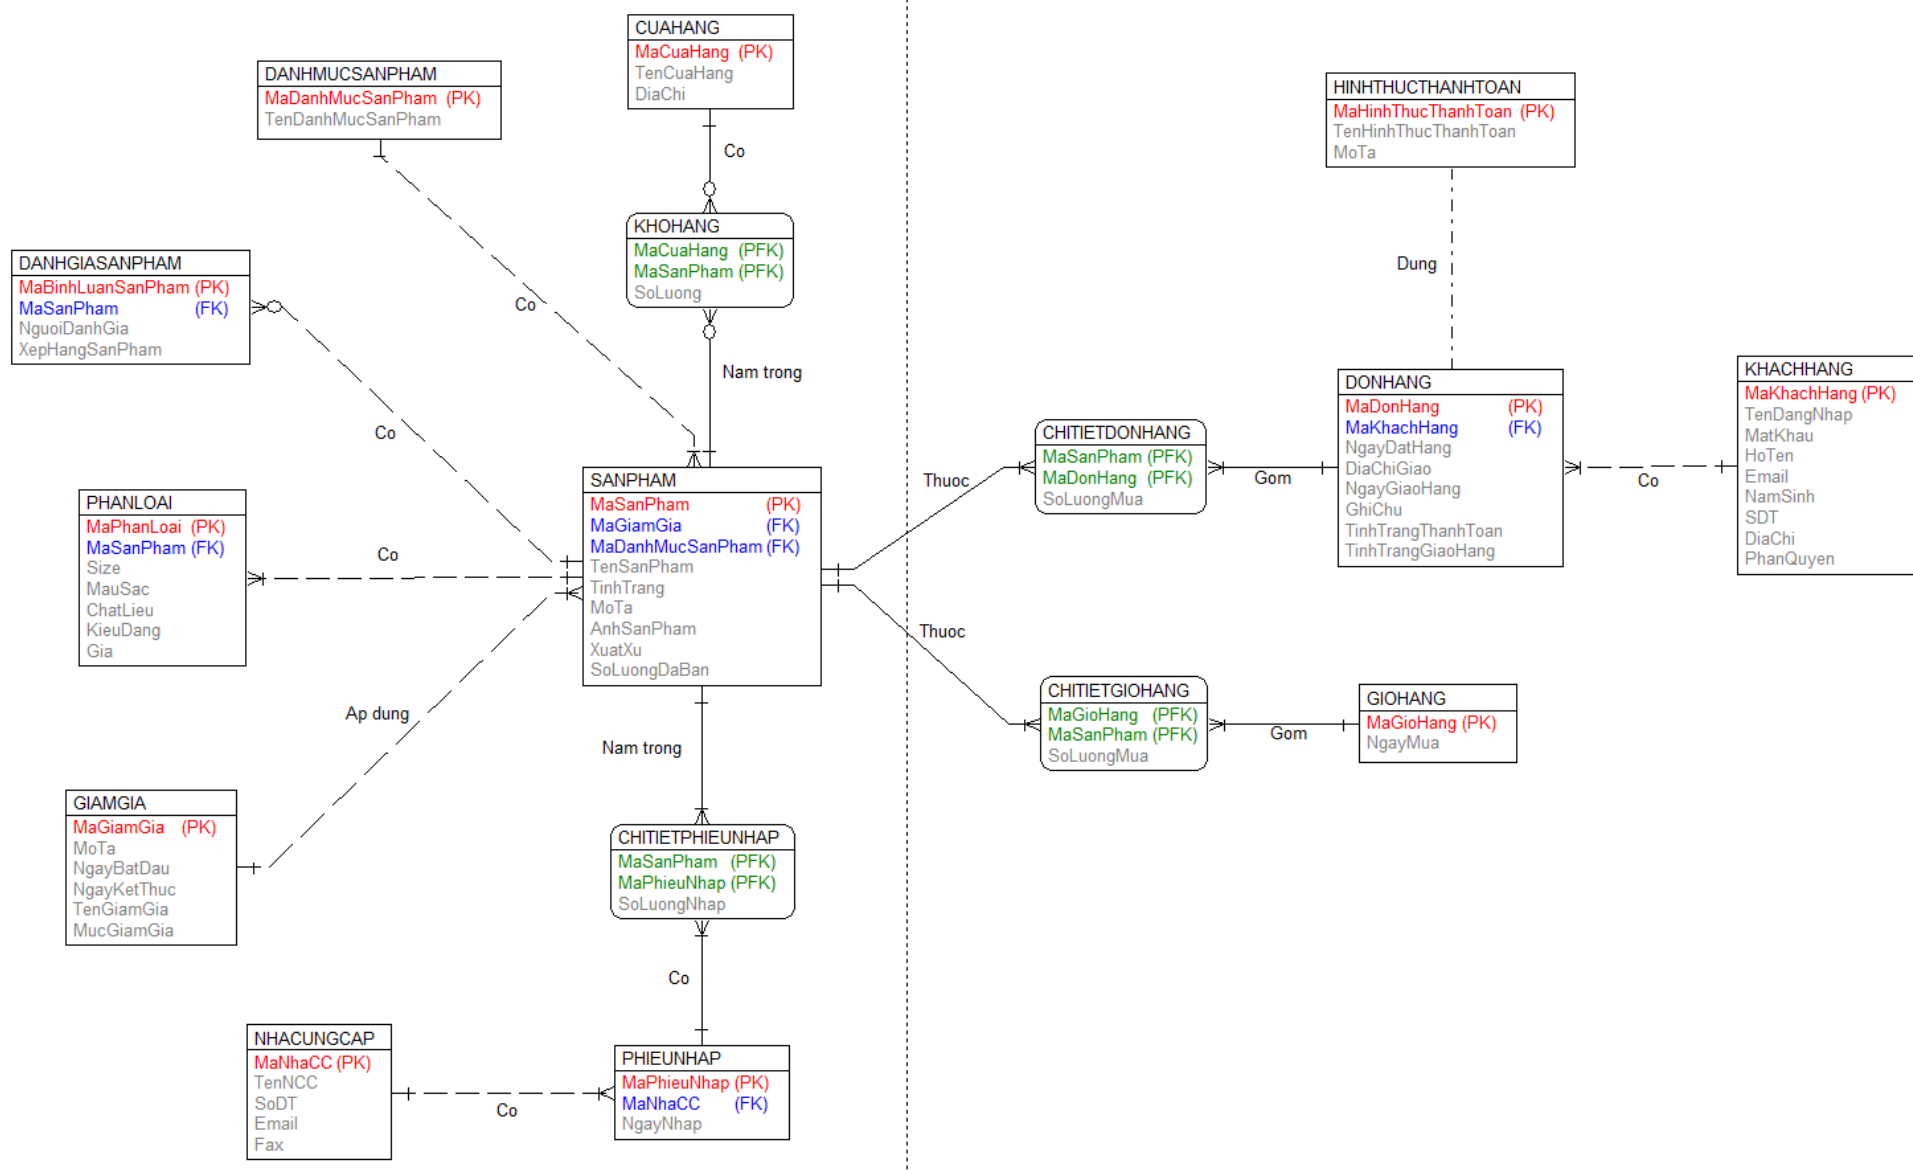 CUAHANG
MaCuaHang (PK)
TenCuaHang
DiaChi
DANHMUCSANPHAM
MaDanhMucSanPham (PK)
TenDanhMucSanPham
HINHTHUCTHANHTOAN
MaHinhThucThanhToan (PK)
TenHinhThucThanhToan
MoTa
Co
KHOHANG
MaCuaHang (PFK)
MaSanPham (PFK)
SoLuong
DANHGIASANPHAM
MaBinhLuanSanPham (PK)
MaSanPham (FK)
NguoiDanhGia
XepHangSanPham
Co
Dung
Nam trong
Co
DONHANG
MaDonHang (PK)
MaKhachHang (FK)
NgayDatHang
DiaChiGiao
NgayGiaoHang
GhiChu
TinhTrangThanhToan
TinhTrangGiaoHang
KHACHHANG
MaKhachHang (PK)
TenDangNhap
MatKhau
HoTen
Email
NamSinh
SDT
DiaChi
PhanQuyen
CHITIETDONHANG
MaSanPham (PFK)
MaDonHang (PFK)
SoLuongMua
Thuoc
Gom
Co
SANPHAM
MaSanPham (PK)
MaGiamGia (FK)
MaDanhMucSanPham (FK)
TenSanPham
TinhTrang
MoTa
AnhSanPham
XuatXu
SoLuongDaBan
PHANLOAI
MaPhanLoai (PK)
MaSanPham (FK)
Size
MauSac
ChatLieu
KieuDang
Gia
Co
Thuoc
CHITIETGIOHANG
MaGioHang (PFK)
MaSanPham (PFK)
SoLuongMua
Gom
GIOHANG
MaGioHang (PK)
NgayMua
Ap dung
Nam trong
GIAMGIA
MaGiamGia (PK)
MoTa
NgayBatDau
NgayKetThuc
TenGiamGia
MucGiamGia
CHITIETPHIEUNHAP
MaSanPham (PFK)
MaPhieuNhap (PFK)
SoLuongNhap
Co
NHACUNGCAP
MaNhaCC (PK)
TenNCC
SoDT
Email
Fax
Co
PHIEUNHAP
MaPhieuNhap (PK)
MaNhaCC (FK)
NgayNhap